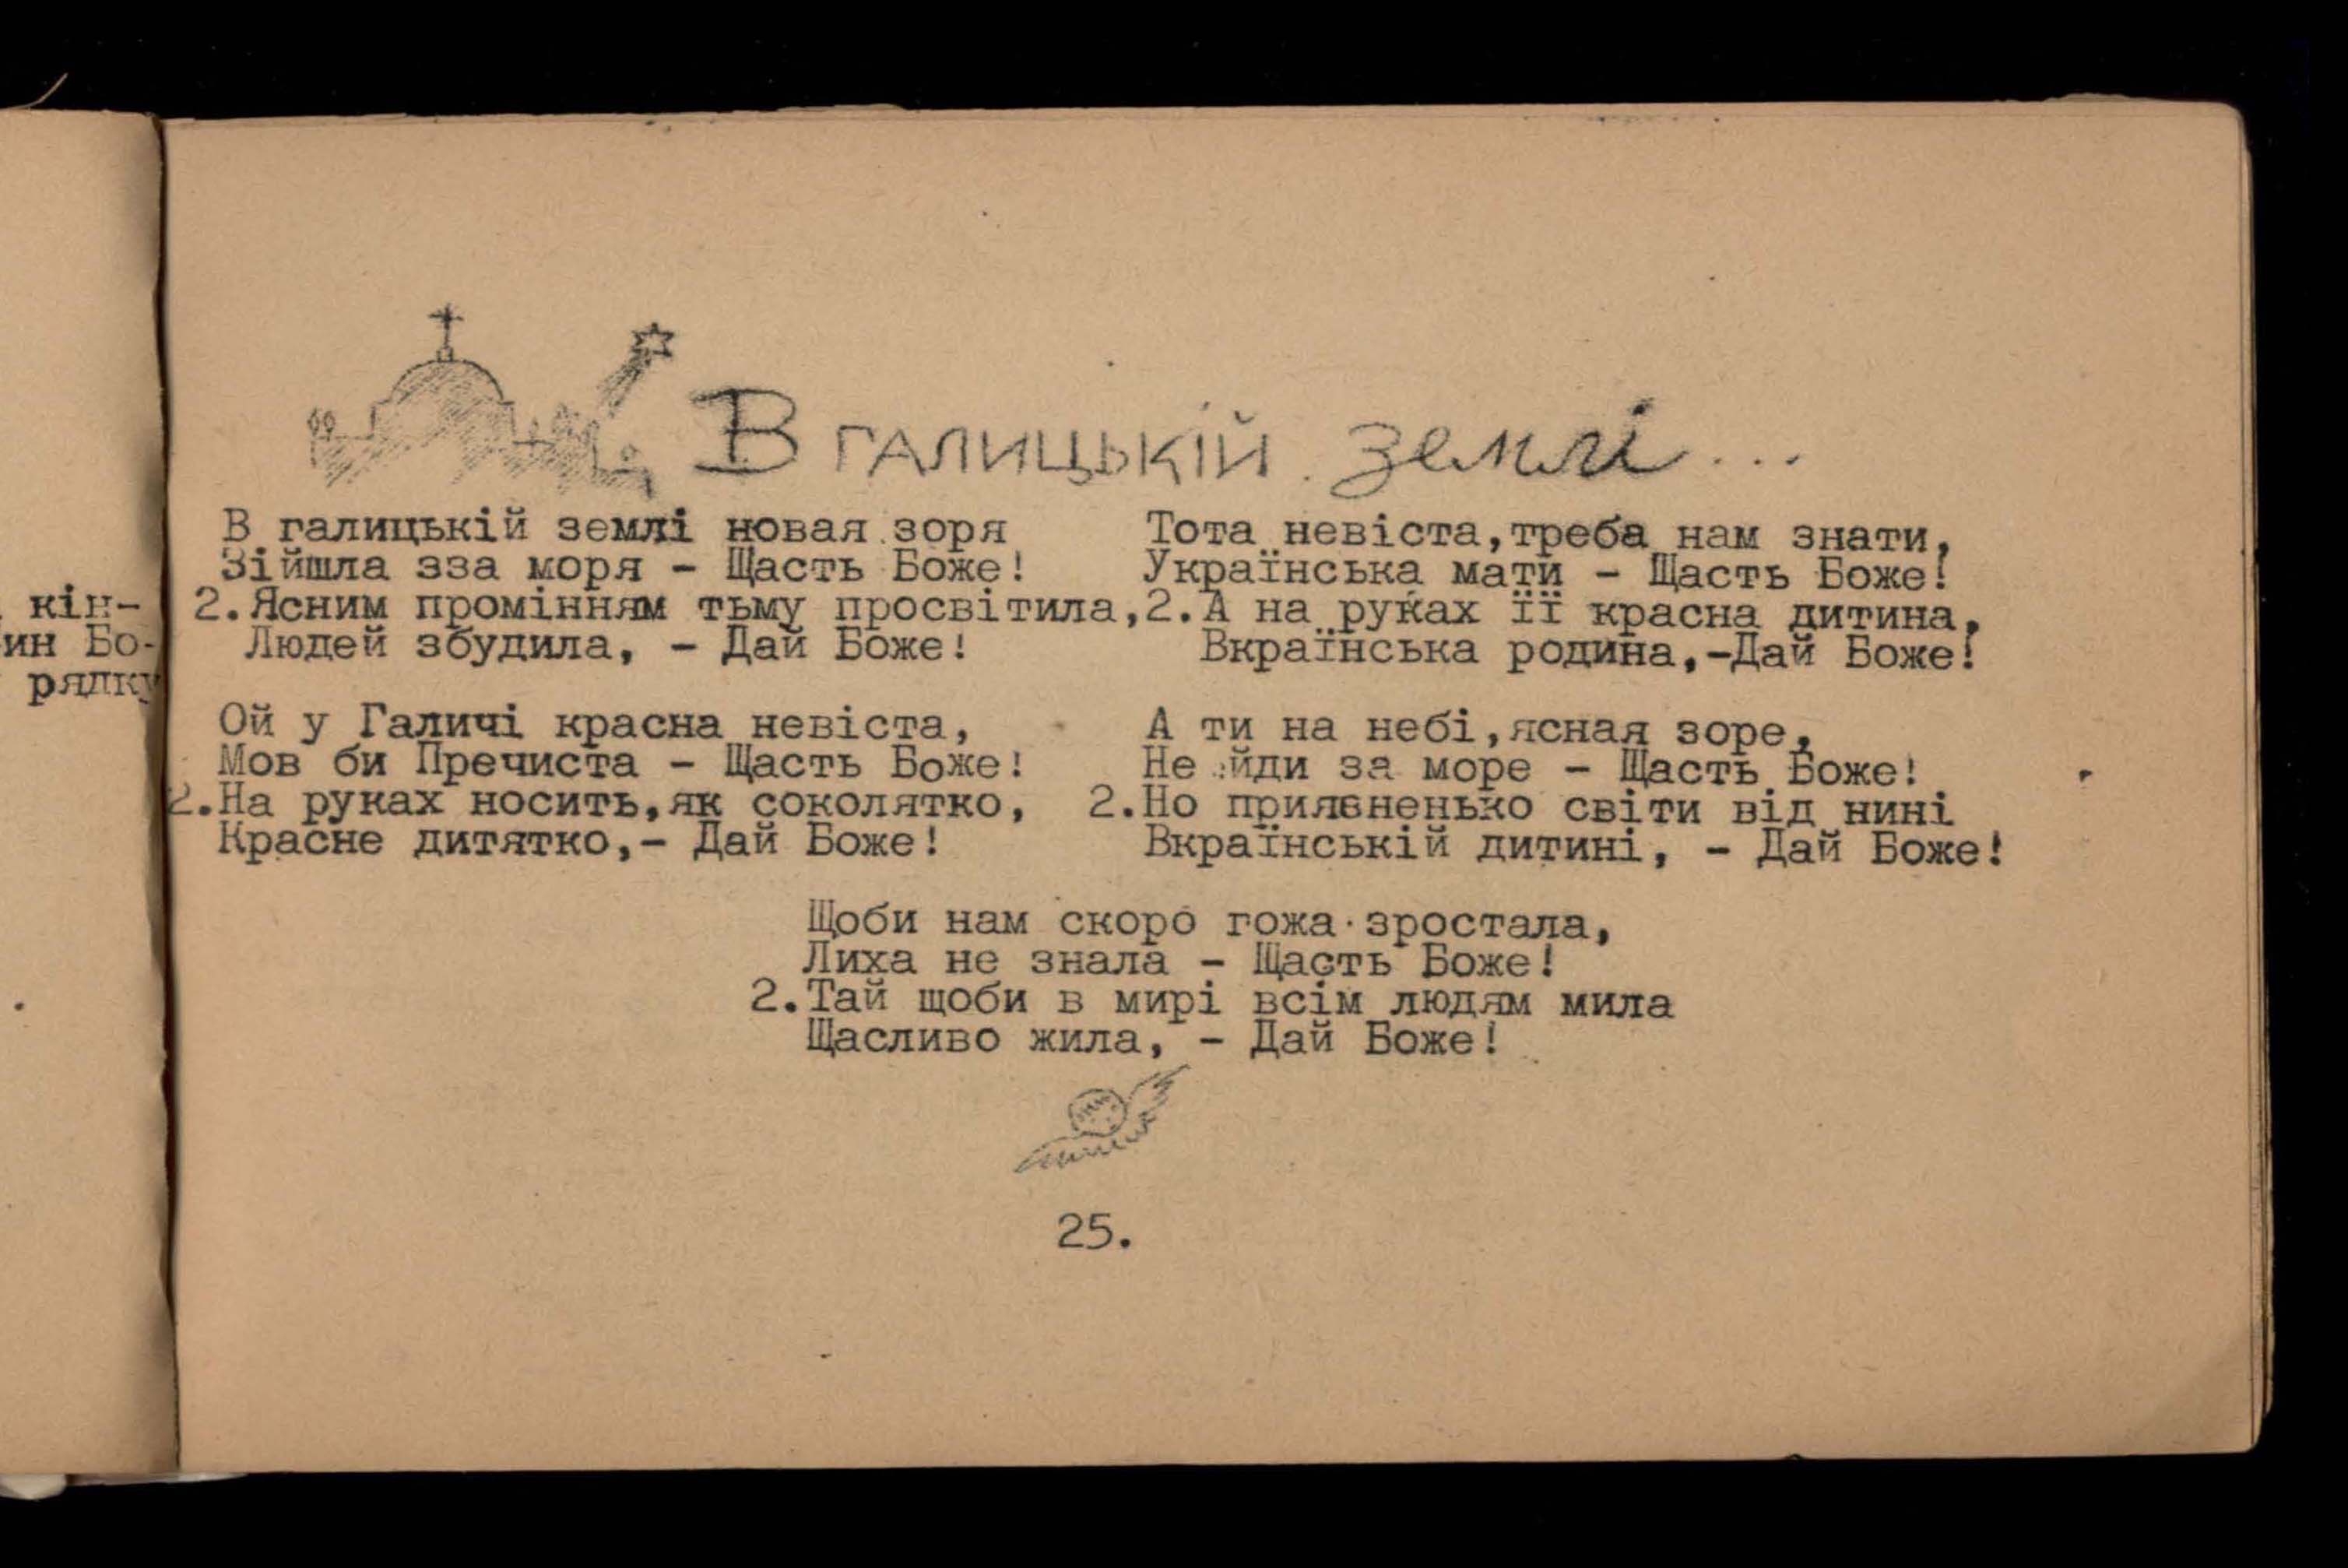 кін-
ин Бо-
рядку
В галицькій землі...
В галицькій землі новая зоря
Зійшла зза моря - Щасть Боже!
2.Ясним промінням тьму просвітила,
Людей збудила, - Дай Боже!
Ой у Галичі красна невіста,
Мов би Пречиста - Щасть Боже!
2.На руках носить,як соколятко,
Красне дитятко,- Дай Боже!
Тота невіста,треба нам знати,
Українська мати - Щасть Боже!
2.А на руках її красна дитина,
Вкраїнська родина,-Дай Боже!
А ти на небі,ясная зоре,
Не йди за море - Щасть Боже!
2.Но світи від нині
Вкраїнській дитині, - Дай Боже!
Щоби нам скоро гожа зростала,
Лиха не знала - Щасть Боже!
2.Тай щоби в мирі всім людям мила
Щасливо жила, - Дай Боже!
25.